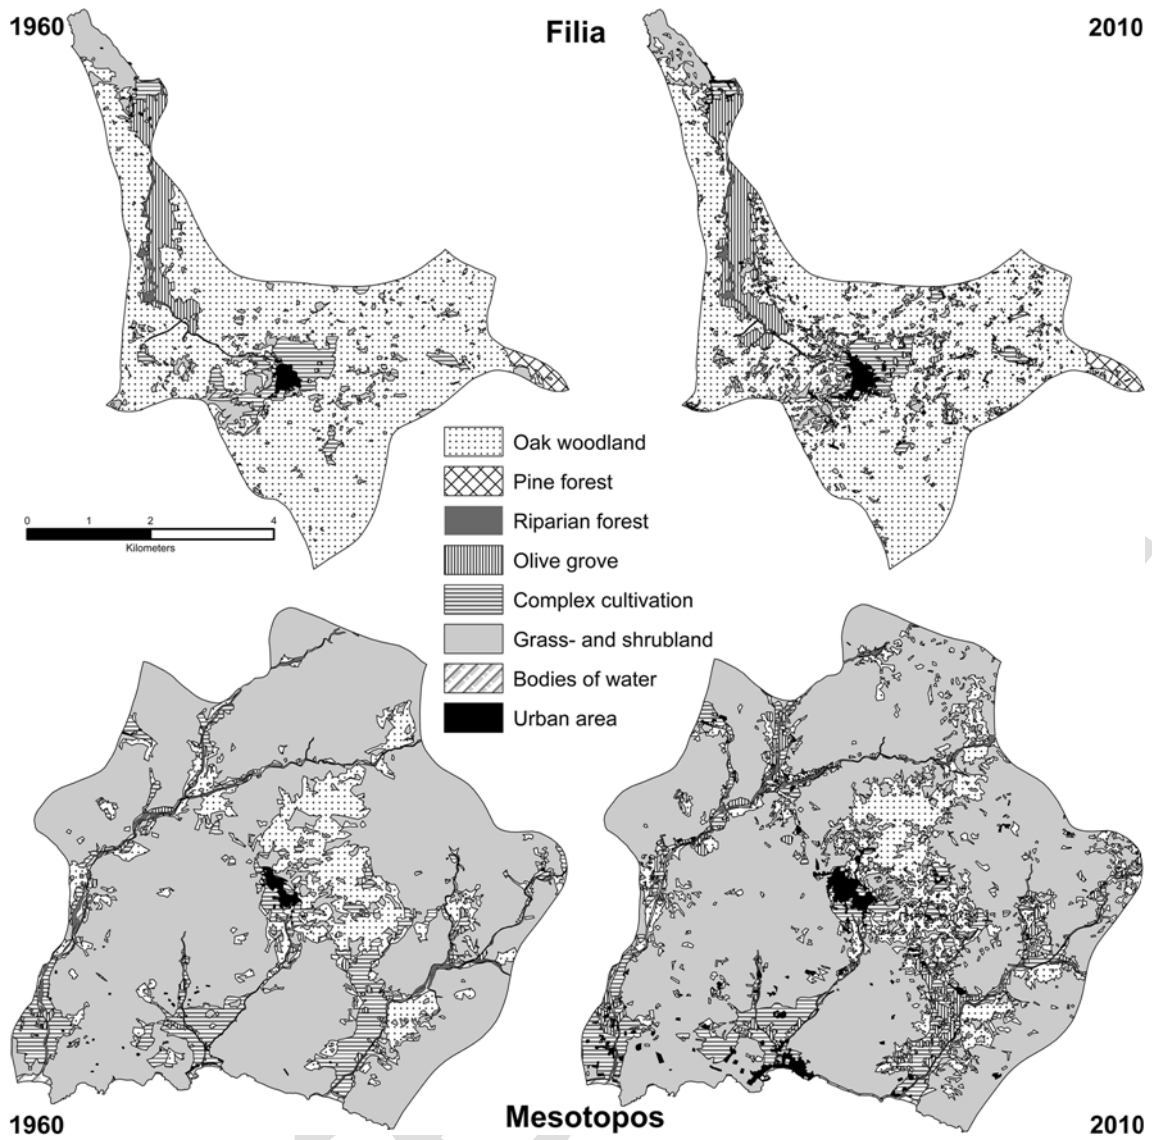 1960
Filia
2010
Oak woodland
Pine forest
Riparian forest
Olive grove
Complex cultivation
Grass- and shrubland
Bodies of water
Urban area
0 1 2 4
Kilometers
1960
Mesotopos
2010